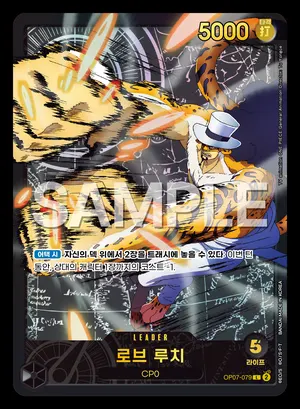 5000
打
SAMPLE
어택 시 자신의 덱 위에서 2장을 트래시에 놓을 수 있다: 이번 턴
동안, 상대의 캐릭터 1장까지의 코스트 -1.
LEADER
로브 루치
CP0
5
라이프
OP07-079 L 2